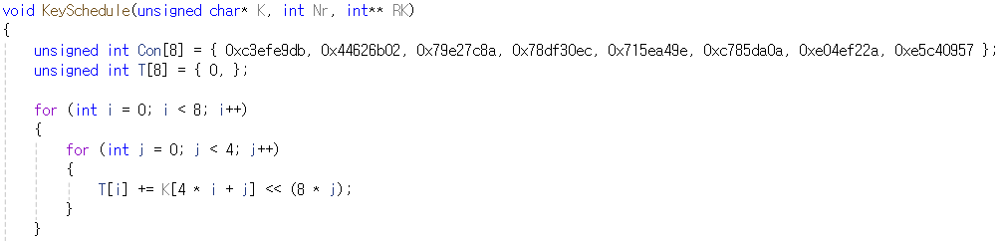 void KeySchedule(unsigned char* K, int Nr, int** RK)
{
    unsigned int Con[8] = { 0xc3efe9db, 0x44626b02, 0x79e27c8a, 0x78df30ec, 0x715ea49e, 0xc785da0a, 0xe04ef22a, 0xe5c40957 };
    unsigned int T[8] = { 0, };

    for (int i = 0; i < 8; i++)
    {
        for (int j = 0; j < 4; j++)
        {
            T[i] += K[4 * i + j] << (8 * j);
        }
    }